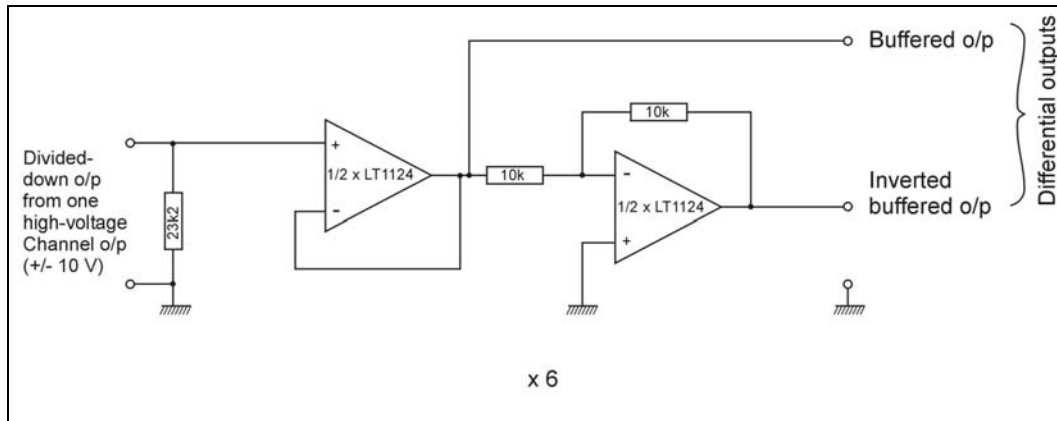 Buffered o/p
Differential outputs
10k
Divided-
down o/p
from one
high-voltage
Channel o/p
(+/- 10 V)
23k2
+
1/2 x LT1124
-
10k
-
1/2 x LT1124
+
Inverted
buffered o/p
x 6